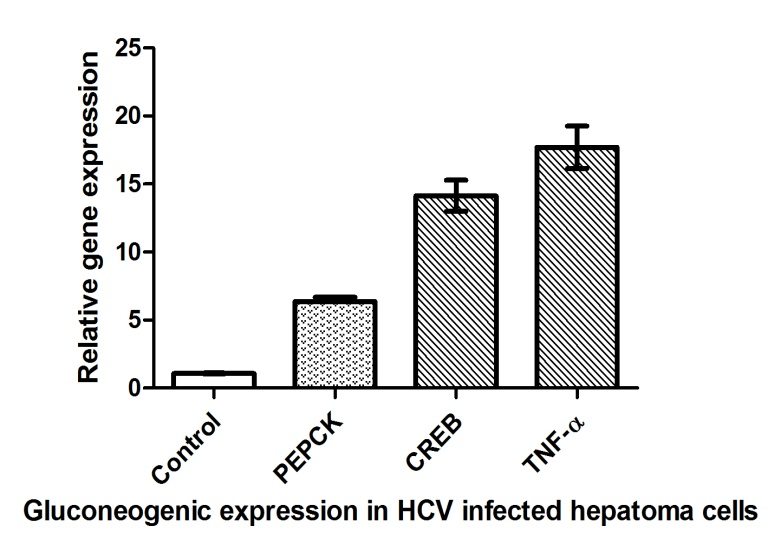 Relative gene expression
25
20
15
10
5
0
Control
PEPCK
CREB
TNF-α
Gluconeogenic expression in HCV infected hepatoma cells